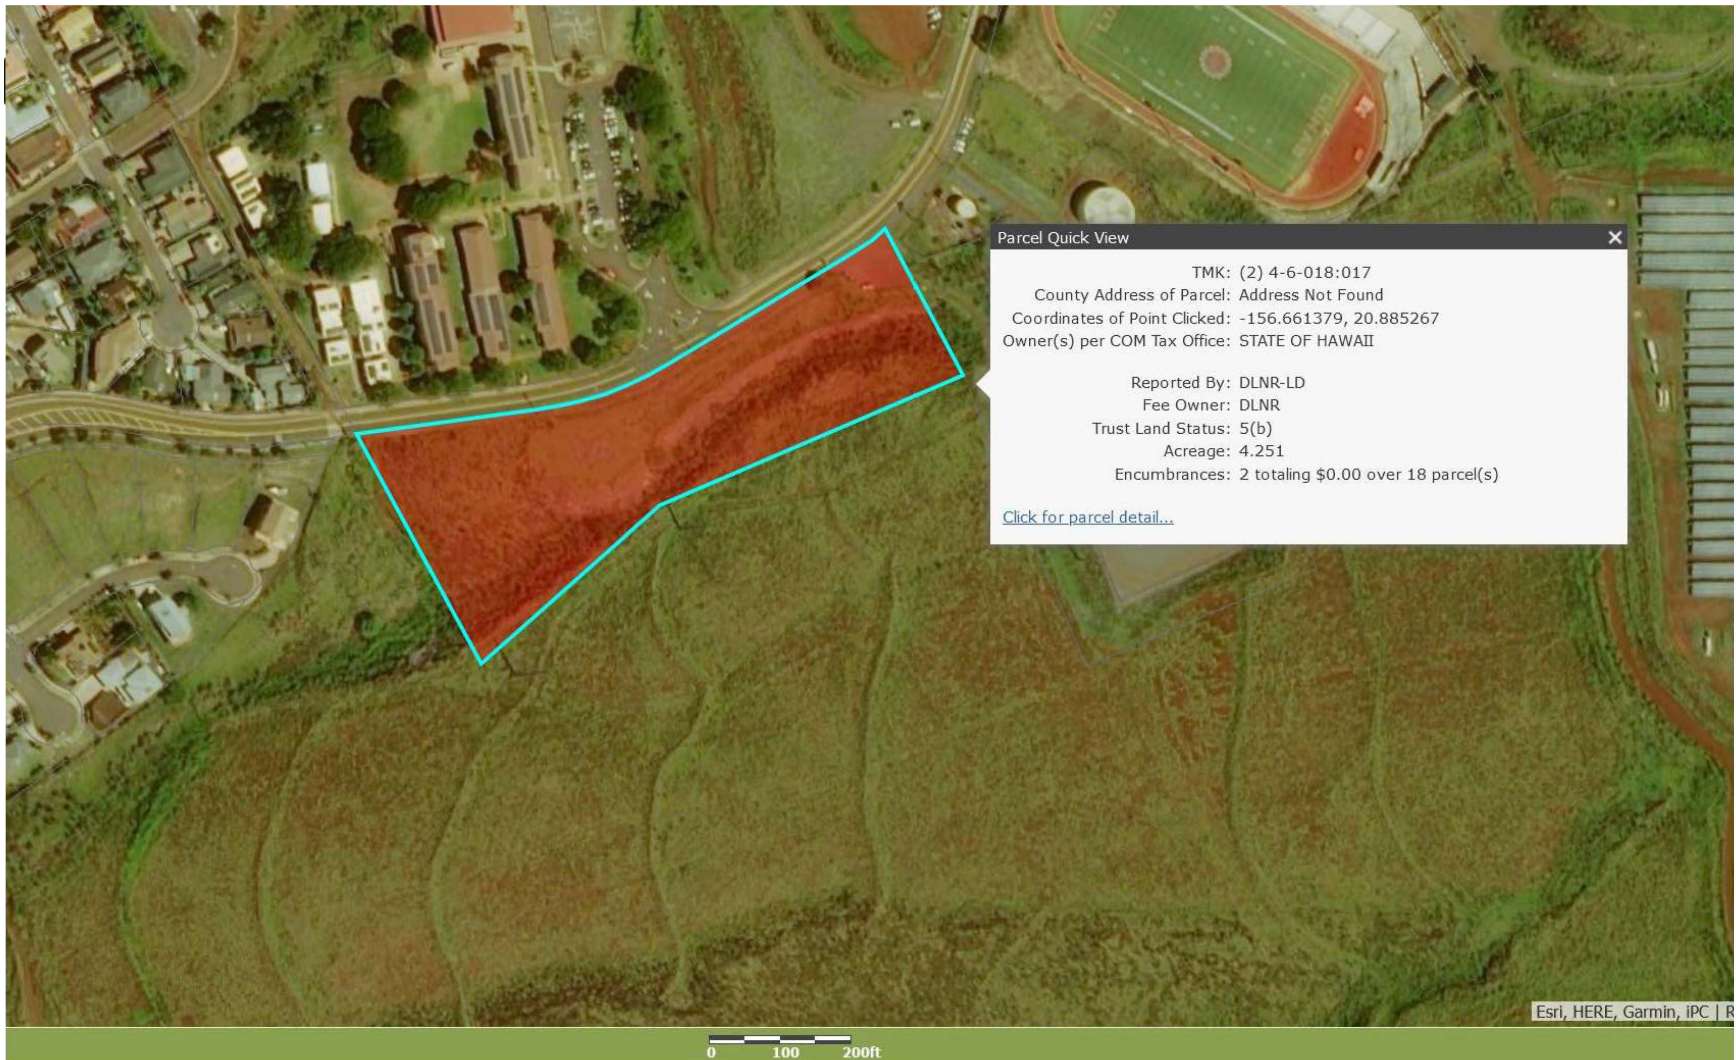 Parcel Quick View
TMK: (2) 4-6-018:017
County Address of Parcel: Address Not Found
Coordinates of Point Clicked: -156.661379, 20.885267
Owner(s) per COM Tax Office: STATE OF HAWAII
Reported By: DLNR-LD
Fee Owner: DLNR
Trust Land Status: 5(b)
Acreage: 4.251
Encumbrances: 2 totaling $0.00 over 18 parcel(s)
Click for parcel detail...
Esri, HERE, Garmin, iPC | R
0 100 200ft